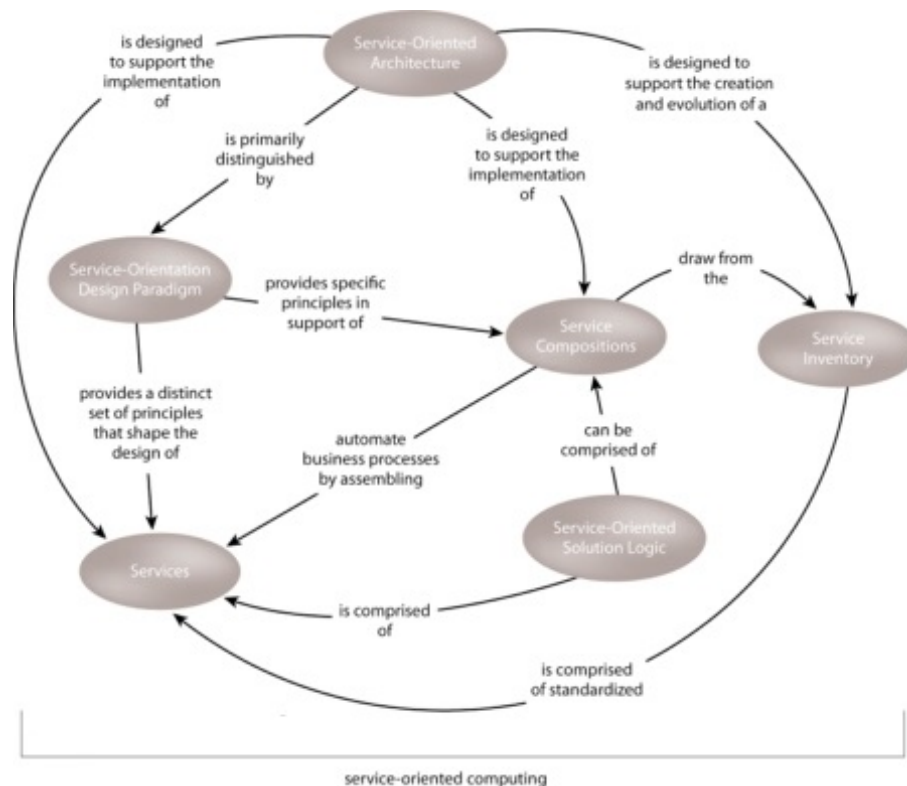 is designed
to support the
implementation
of
Service-Oriented
Architecture
is designed to
support the creation
and evolution of a
is primarily
distinguished
by
is designed
to support the
implementation
of
Service-Orientation
Design Paradigm
provides specific
principles in
support of
draw from
the
Service
Compositions
Service
Inventory
provides a distinct
set of principles
that shape the
design of
automate
business processes
by assembling
can be
comprised of
Service-Oriented
Solution Logic
Services
is comprised
of
is comprised
of standardized
service-oriented computing